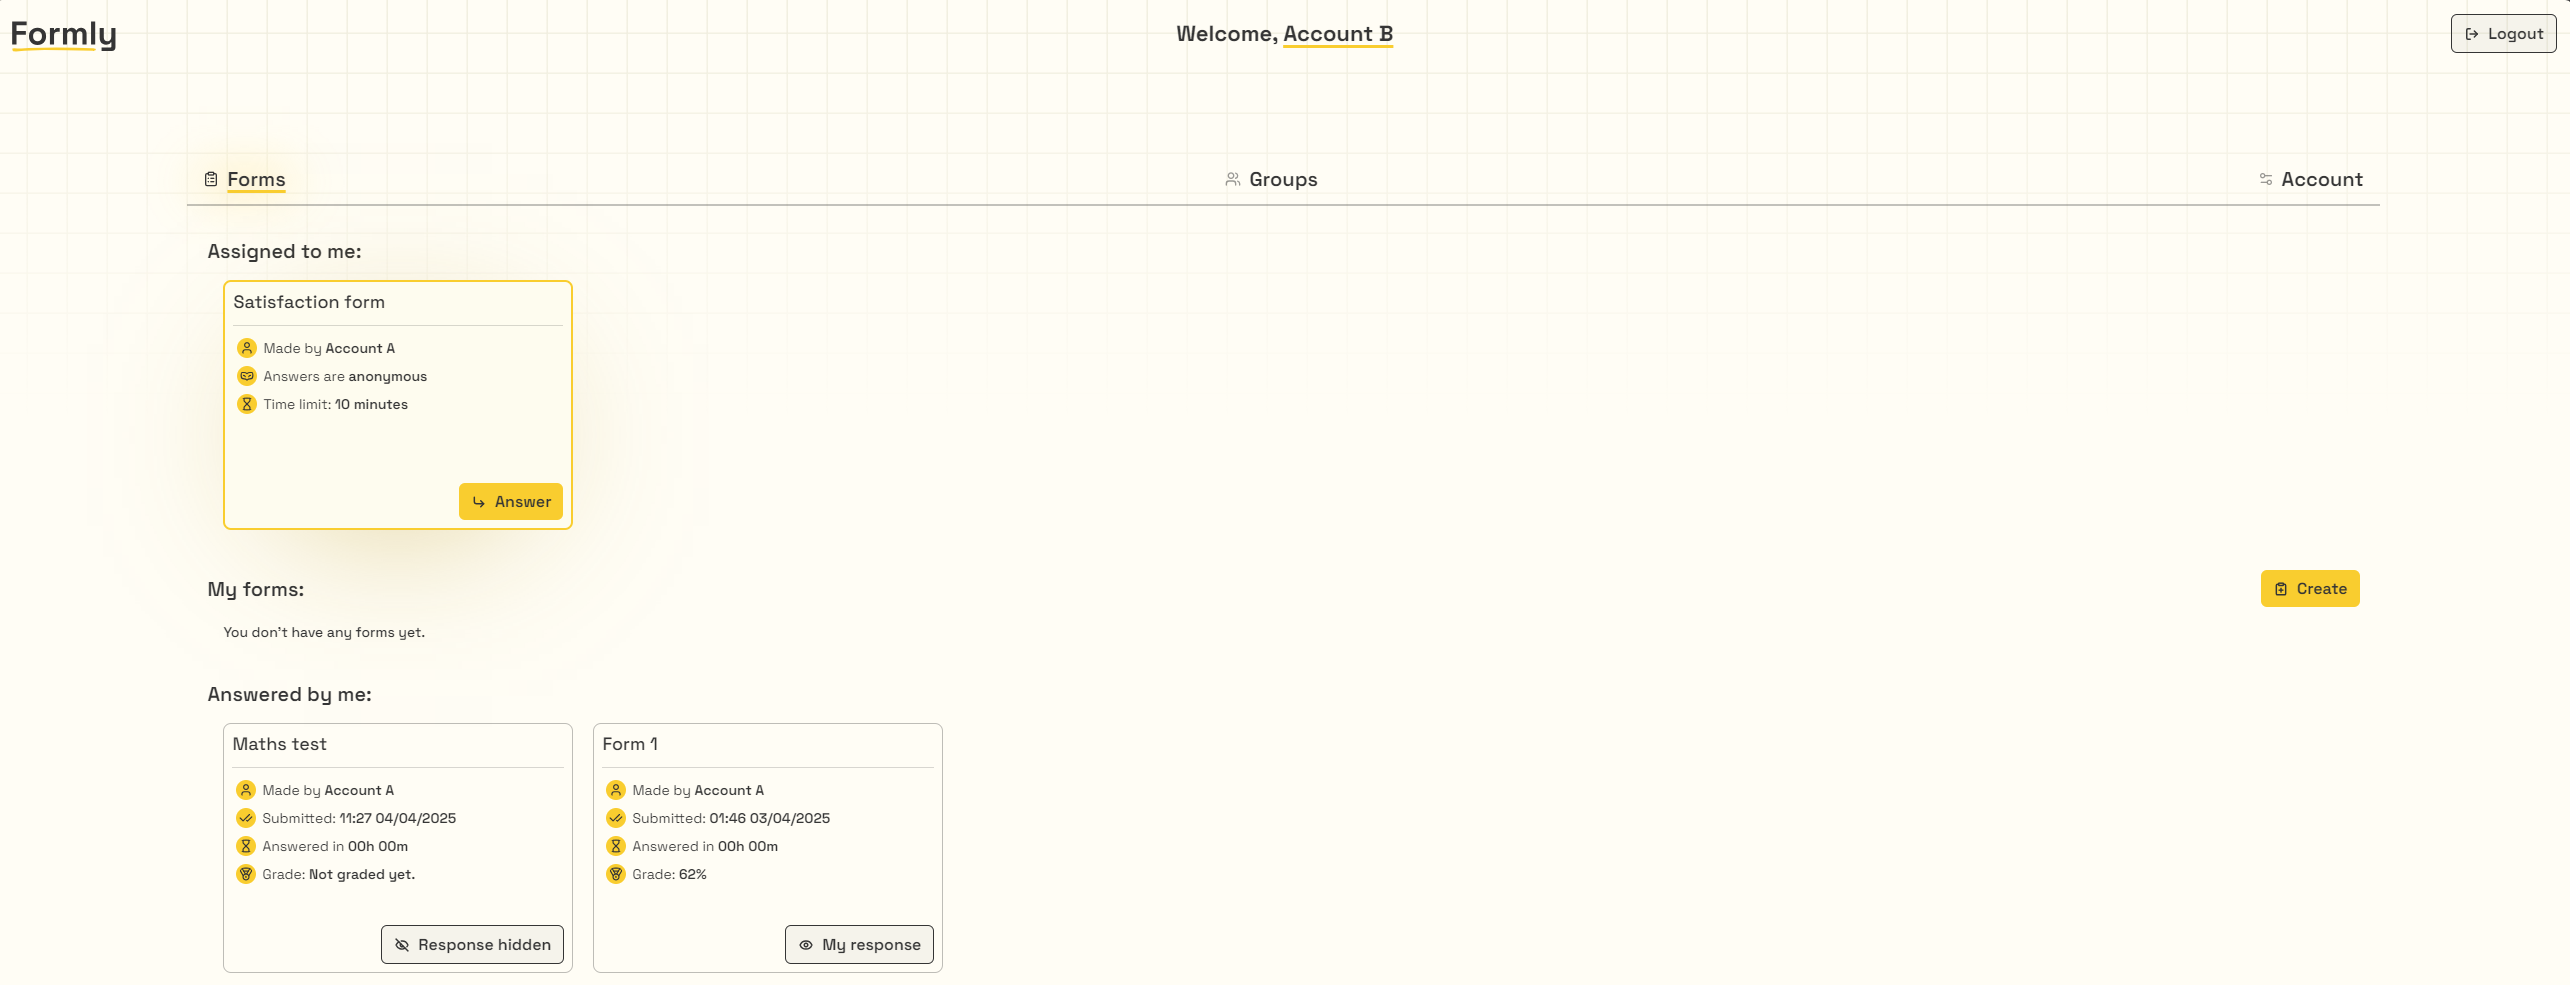 Formly
Welcome, Account B
Logout
Forms
Groups
Account
Assigned to me:
Satisfaction form
Made by Account A
Answers are anonymous
Time limit: 10 minutes
Answer
My forms:
Create
You don't have any forms yet.
Answered by me:
Maths test
Made by Account A
Submitted: 11:27 04/04/2025
Answered in 00h 00m
Grade: Not graded yet.
Response hidden
Form 1
Made by Account A
Submitted: 01:46 03/04/2025
Answered in 00h 00m
Grade: 62%
My response